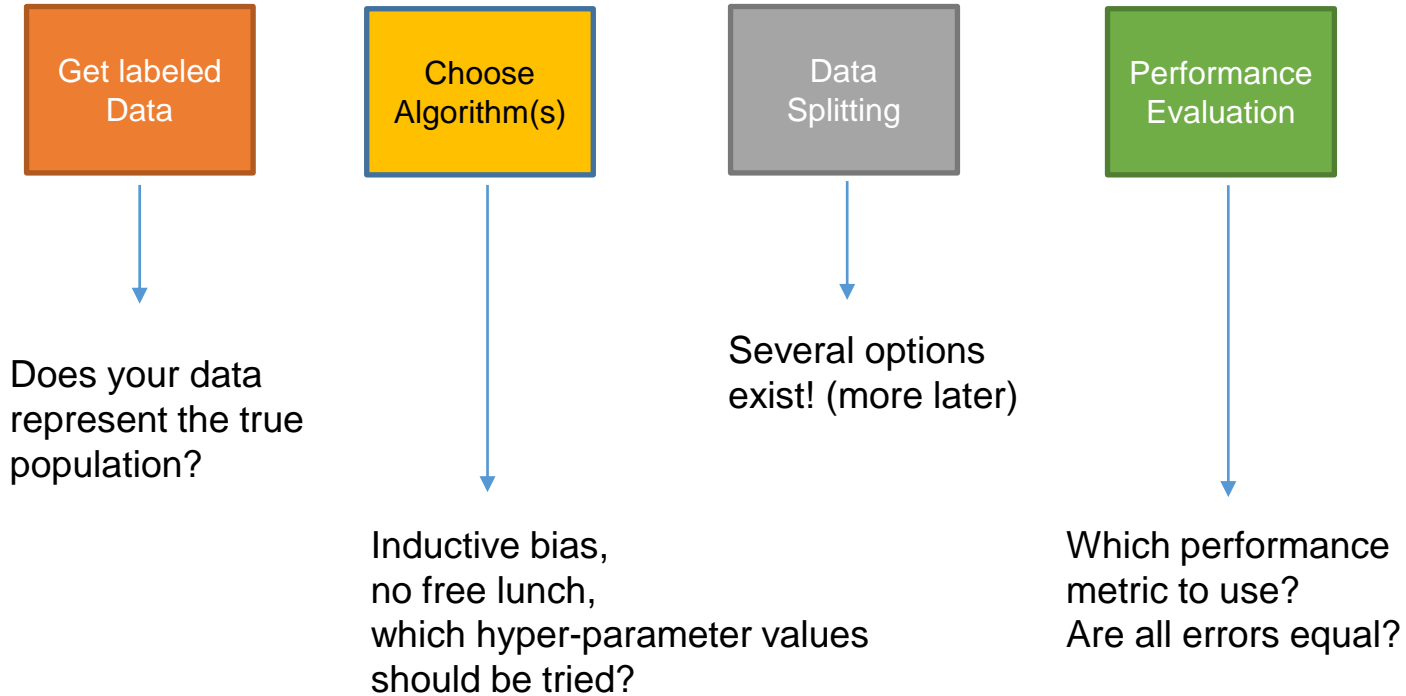 Get labeled
Data
Choose
Algorithm(s)
Data
Splitting
Performance
Evaluation
Does your data
represent the true
population?
Inductive bias,
no free lunch,
which hyper-parameter values
should be tried?
Several options
exist! (more later)
Which performance
metric to use?
Are all errors equal?